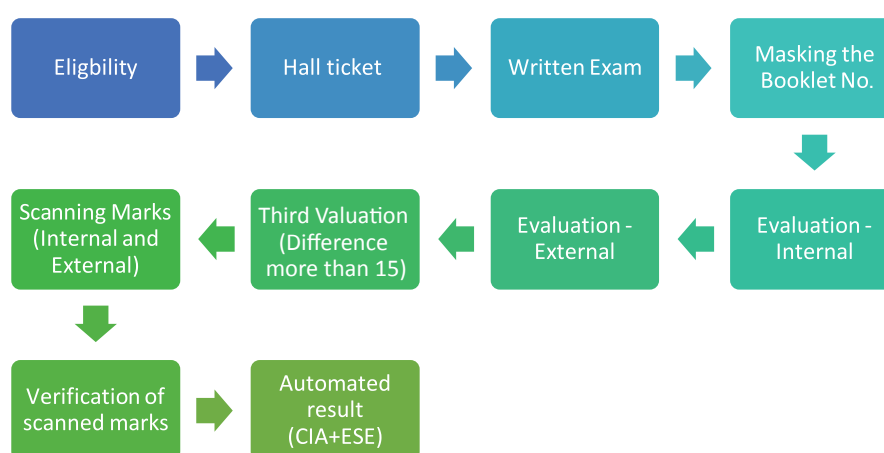 Eligbility
Hall ticket
Written Exam
Masking the
Booklet No.
Evaluation -
Internal
Evaluation -
External
Third Valuation
(Difference
more than 15)
Scanning Marks
(Internal and
External)
Verification of
scanned marks
Automated
result
(CIA+ESE)